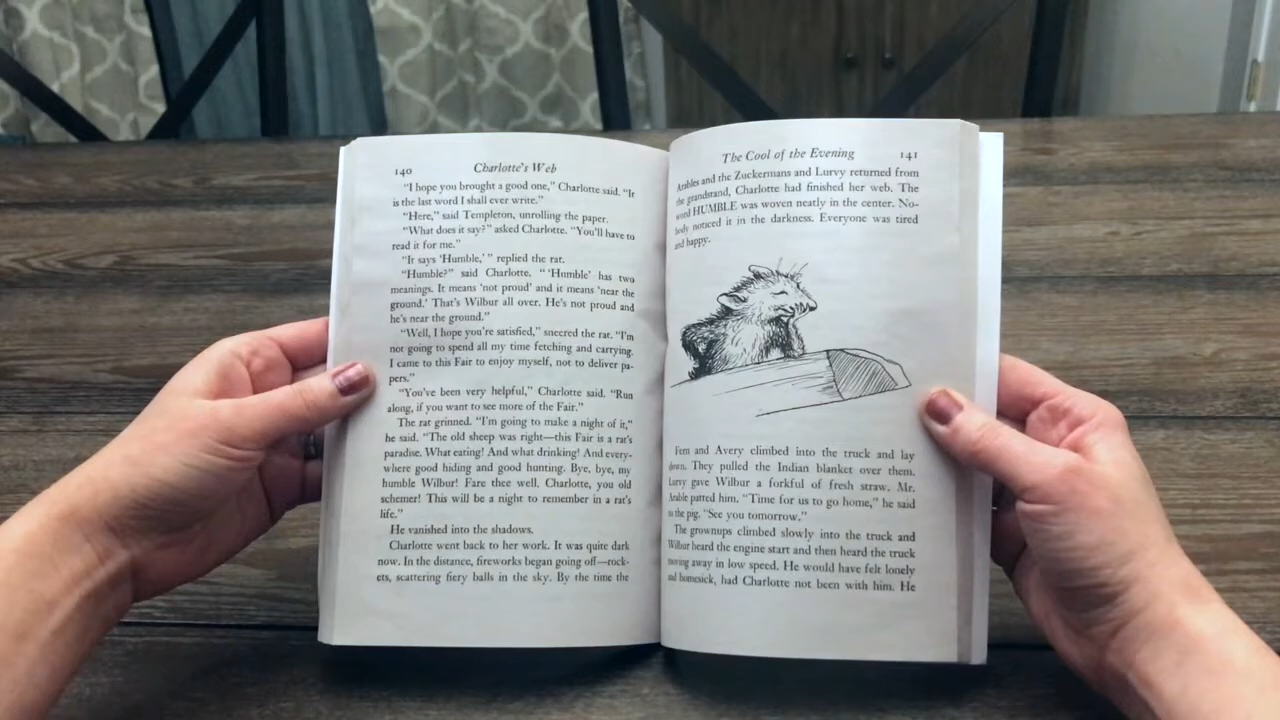 140 Charlotte's Web
"I hope you brought a good one," Charlotte said. "It
is the last word I shall ever write."
"Here," said Templeton, unrolling the paper.
"What does it say?" asked Charlotte. "You'll have to
read it for me."
"It says 'Humble,' " replied the rat.
"Humble?" said Charlotte. " 'Humble' has two
meanings. It means 'not proud' and it means 'near the
ground.' That's Wilbur all over. He's not proud and
he's near the ground."
"Well, I hope you're satisfied," sneered the rat. "I'm
not going to spend all my time fetching and carrying.
I came to this Fair to enjoy myself, not to deliver pa-
pers."
"You've been very helpful," Charlotte said. "Run
along, if you want to see more of the Fair."
The rat grinned. "I'm going to make a night of it,"
he said. "The old sheep was right—this Fair is a rat's
paradise. What eating! And what drinking! And every-
where good hiding and good hunting. Bye, bye, my
humble Wilbur! Fare thee well, Charlotte, you old
schemer! This will be a night to remember in a rat's
life."
He vanished into the shadows.
Charlotte went back to her work. It was quite dark
now. In the distance, fireworks began going off—rock-
ets, scattering fiery balls in the sky. By the time the
The Cool of the Evening 141
Arables and the Zuckermans and Lurvy returned from
the grandstand, Charlotte had finished her web. The
word HUMBLE was woven neatly in the center. No-
body noticed it in the darkness. Everyone was tired
and happy.
Fern and Avery climbed into the truck and lay
down. They pulled the Indian blanket over them.
Lurvy gave Wilbur a forkful of fresh straw. Mr.
Arable patted him. "Time for us to go home," he said
to the pig. "See you tomorrow."
The grownups climbed slowly into the truck and
Wilbur heard the engine start and then heard the truck
moving away in low speed. He would have felt lonely
and homesick, had Charlotte not been with him. He